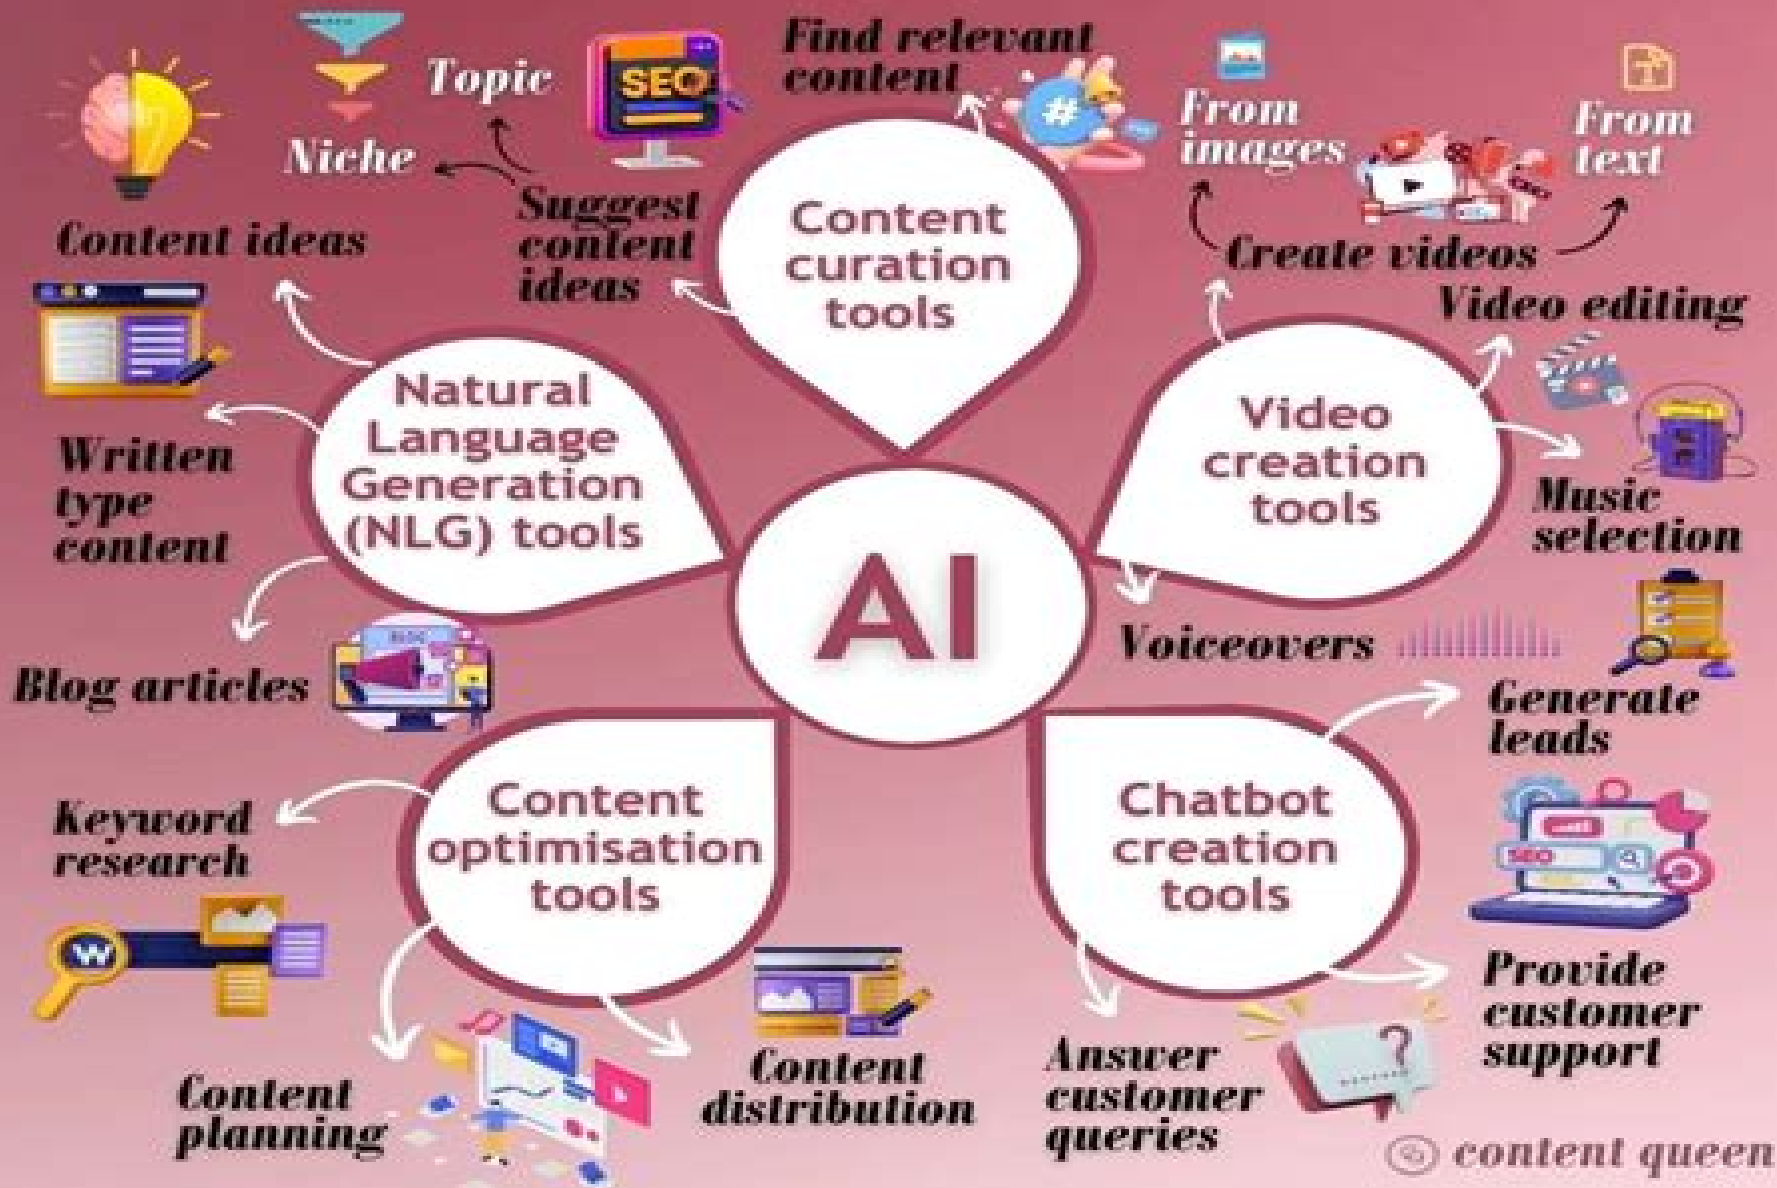 Find relevant
content
Topic
SEO
#
From
images
From
text
Niche
Suggest
content
ideas
Content ideas
Content
curation
tools
Create videos
Video editing
Natural
Language
Generation
(NLG) tools
Video
creation
tools
Written
type
content
Music
selection
AI
Voiceovers
BLOG
Blog articles
Generate
leads
Keyword
research
Content
optimisation
tools
Chatbot
creation
tools
SEO
W
Provide
customer
support
?
Content
planning
Content
distribution
Answer
customer
queries
content queen